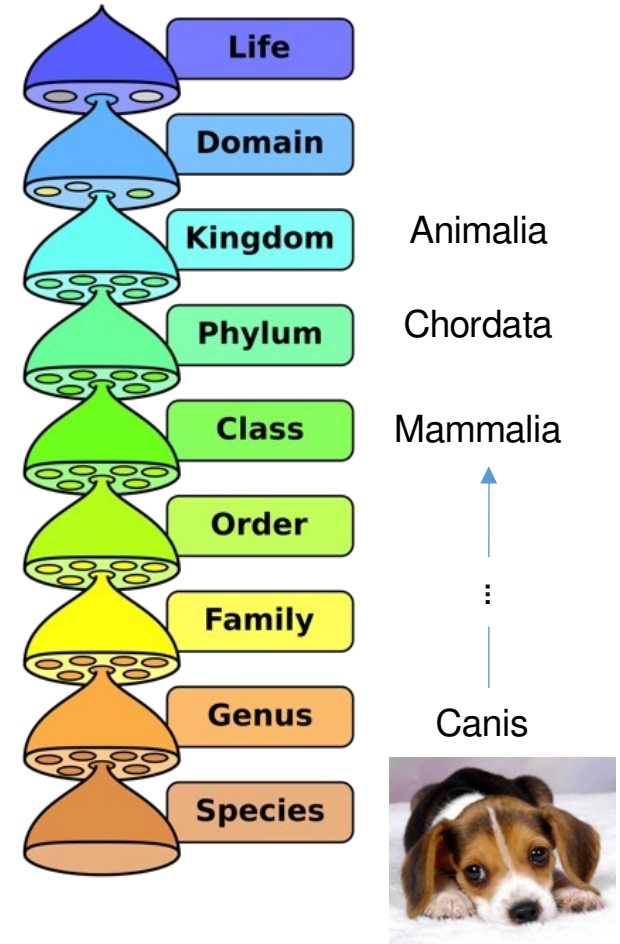 Life
Domain
Kingdom Animalia
Phylum Chordata
Class Mammalia
Order
...
Family
Genus Canis
Species